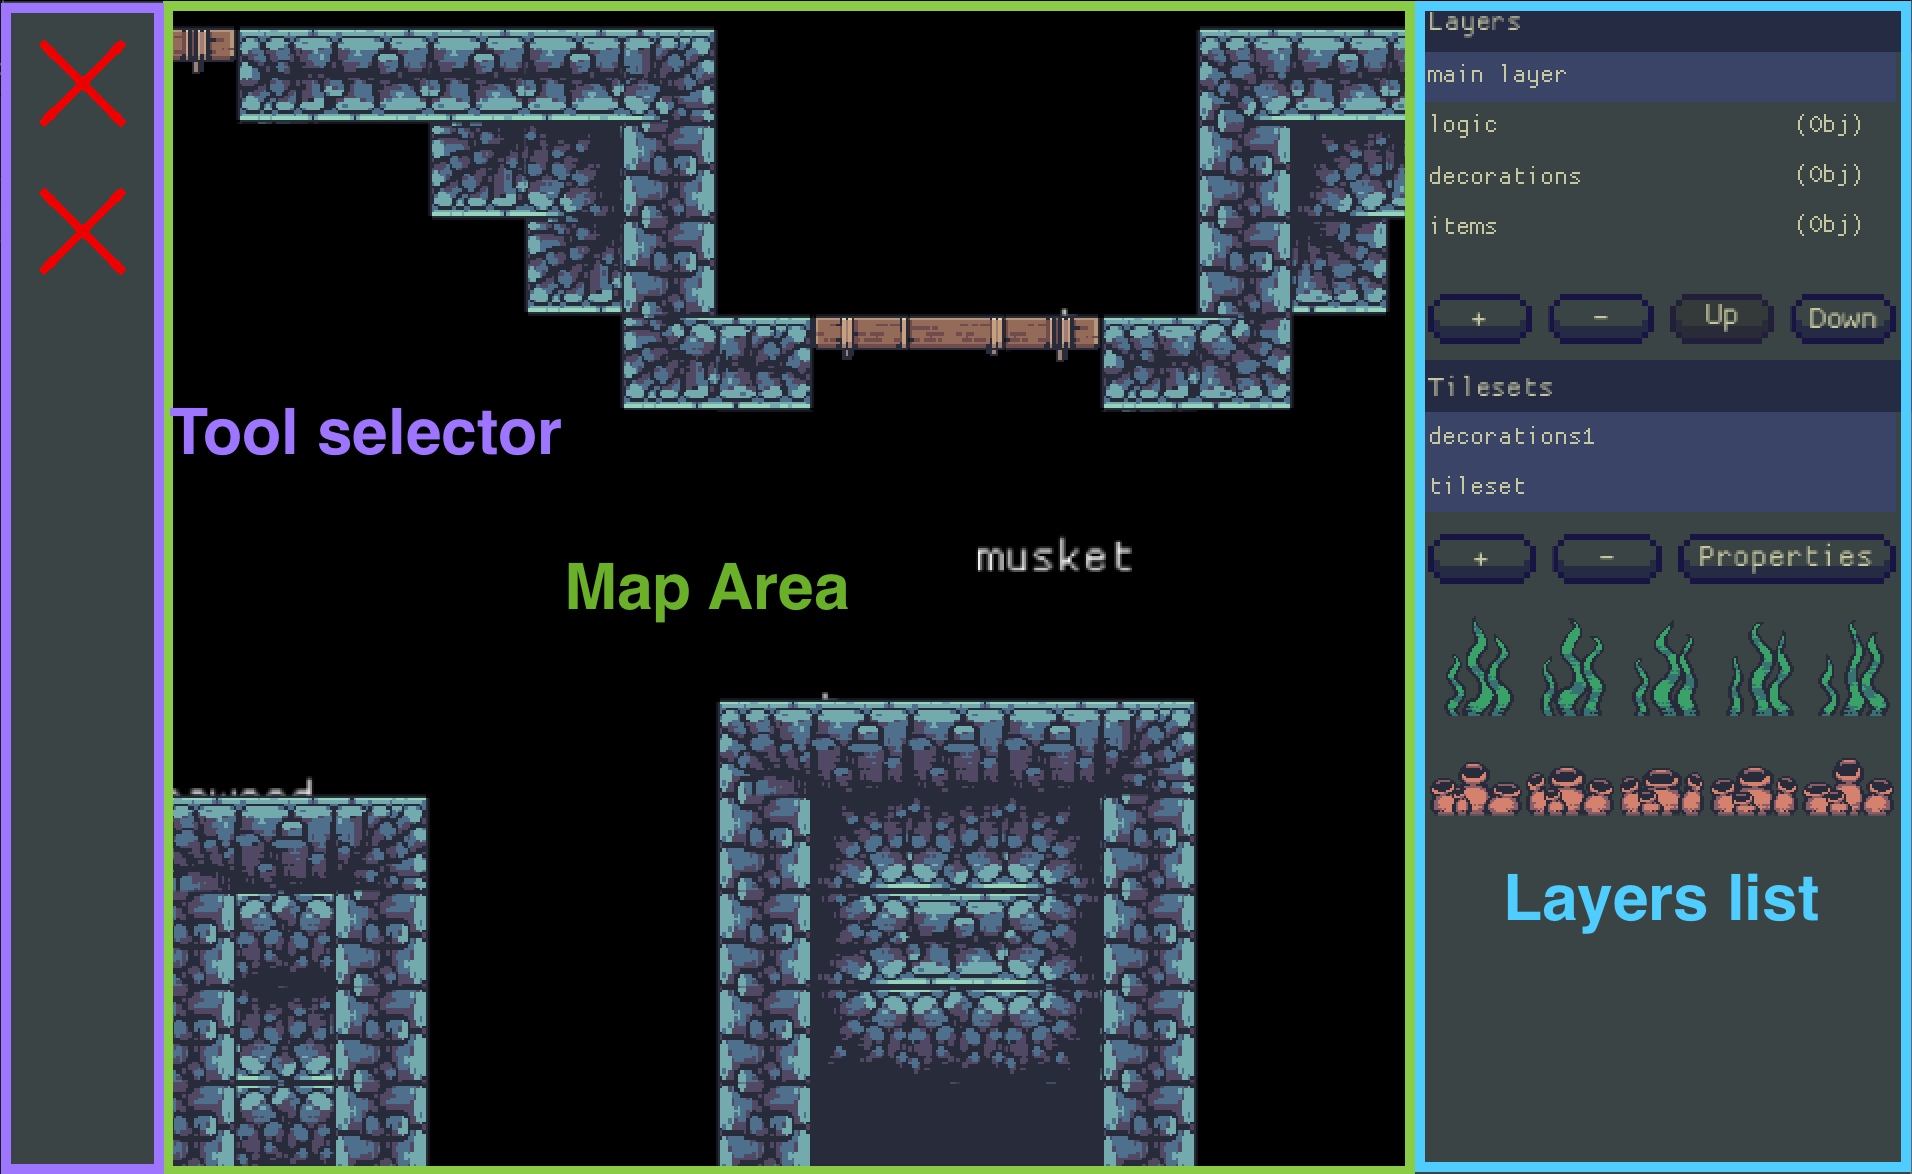 Tool selector
Map Area
musket
Layers
main layer
logic (Obj)
decorations (Obj)
items (Obj)
+ - Up Down
Tilesets
decorations1
tileset
+ - Properties
Layers list